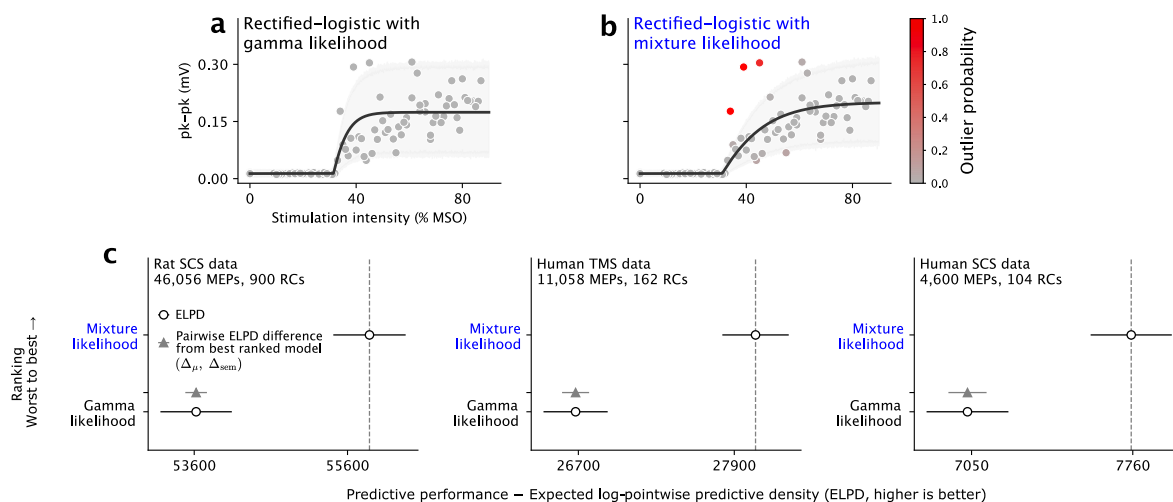 a
Rectified−logistic with
gamma likelihood
pk−pk (mV)
0.30
0.15
0.00
0
40
80
Stimulation intensity (% MSO)
b
Rectified−logistic with
mixture likelihood
0
40
80
1.0
0.8
0.6
0.4
0.2
0.0
Outlier probability
c
Ranking
Worst to best →
Rat SCS data
46,056 MEPs, 900 RCs
ELPD
Pairwise ELPD difference
from best ranked model
(Δμ, Δsem)
Mixture
likelihood
Gamma
likelihood
53600
55600
Human TMS data
11,058 MEPs, 162 RCs
Mixture
likelihood
Gamma
likelihood
26700
27900
Human SCS data
4,600 MEPs, 104 RCs
Mixture
likelihood
Gamma
likelihood
7050
7760
Predictive performance − Expected log-pointwise predictive density (ELPD, higher is better)